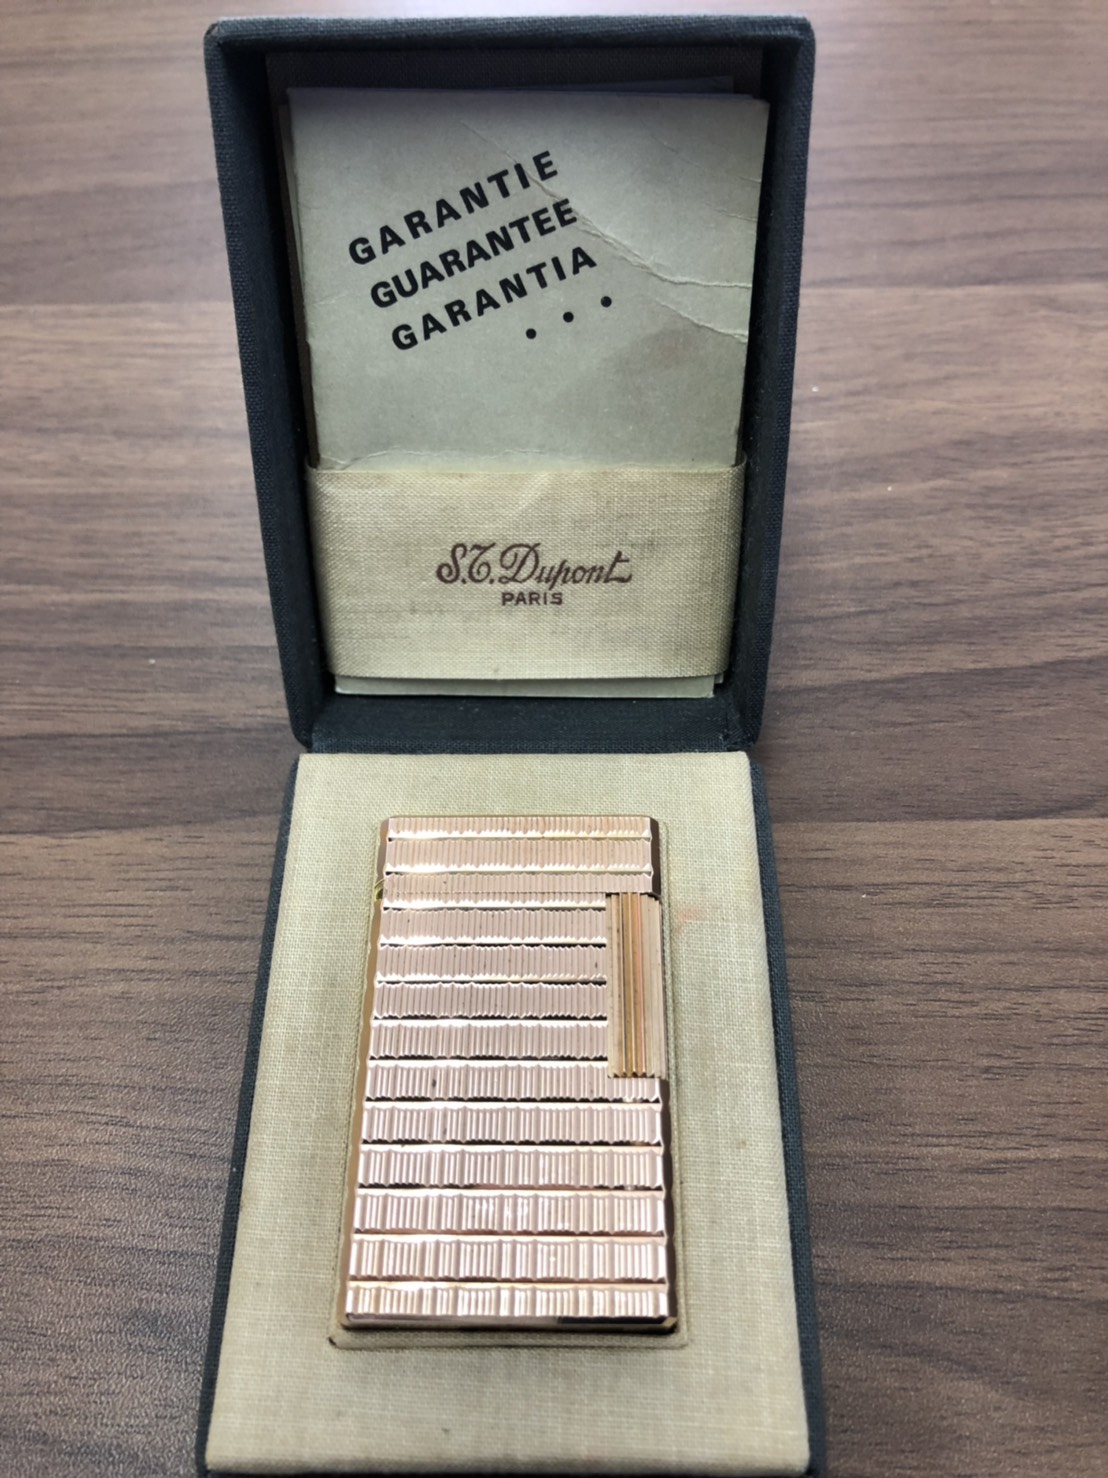 GARANTIE
GUARANTEE
GARANTIA
...
S.T. Dupont
PARIS